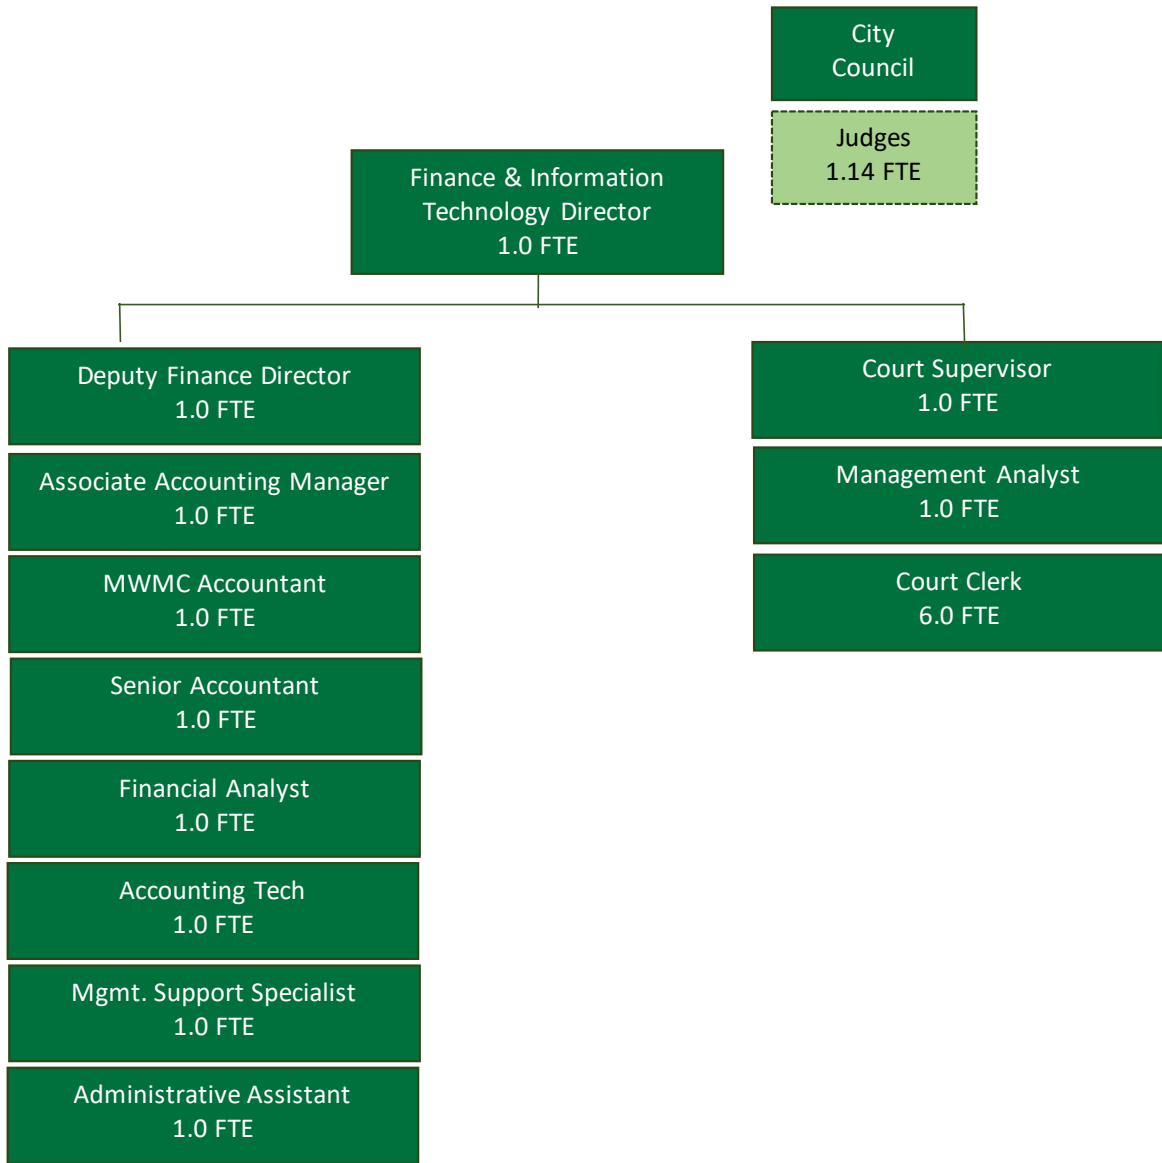 City
Council
Judges
1.14 FTE
Finance & Information
Technology Director
1.0 FTE
Deputy Finance Director
1.0 FTE
Associate Accounting Manager
1.0 FTE
MWMC Accountant
1.0 FTE
Senior Accountant
1.0 FTE
Financial Analyst
1.0 FTE
Accounting Tech
1.0 FTE
Mgmt. Support Specialist
1.0 FTE
Administrative Assistant
1.0 FTE
Court Supervisor
1.0 FTE
Management Analyst
1.0 FTE
Court Clerk
6.0 FTE